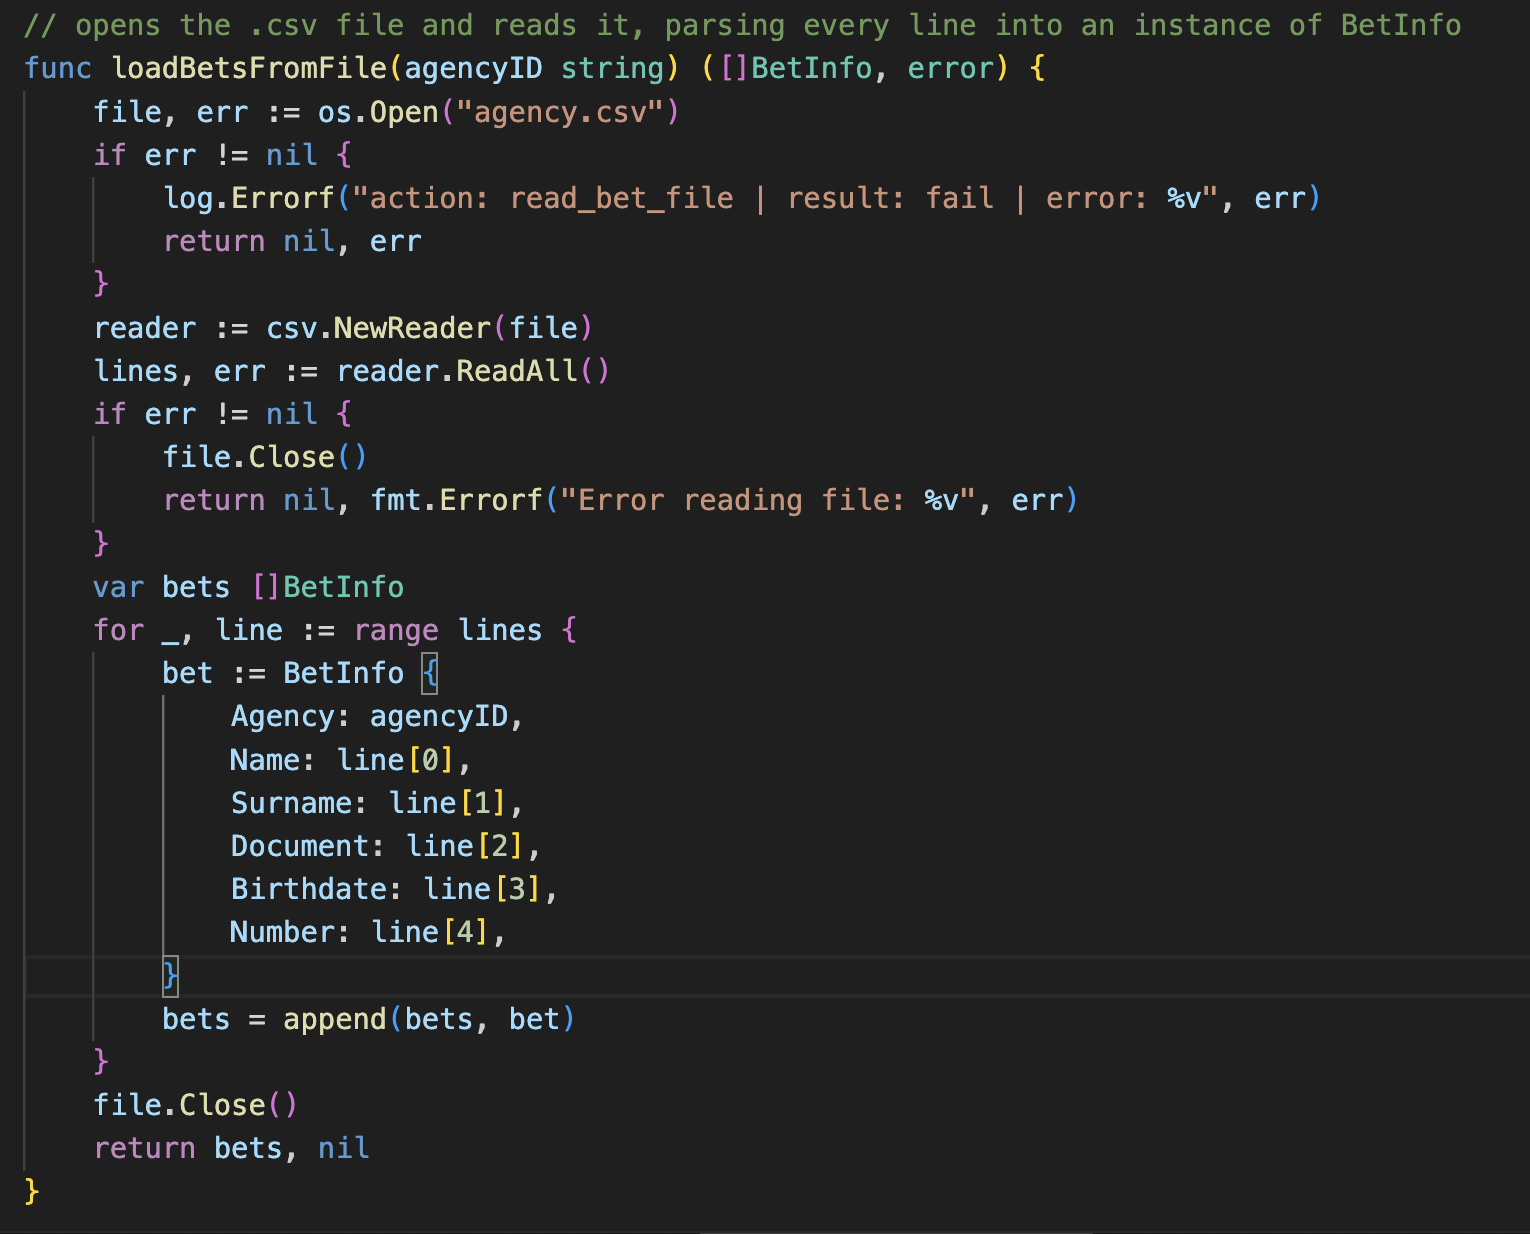 // opens the .csv file and reads it, parsing every line into an instance of BetInfo
func loadBetsFromFile(agencyID string) ([]BetInfo, error) {
    file, err := os.Open("agency.csv")
    if err != nil {
        log.Errorf("action: read_bet_file | result: fail | error: %v", err)
        return nil, err
    }
    reader := csv.NewReader(file)
    lines, err := reader.ReadAll()
    if err != nil {
        file.Close()
        return nil, fmt.Errorf("Error reading file: %v", err)
    }
    var bets []BetInfo
    for _, line := range lines {
        bet := BetInfo {
            Agency: agencyID,
            Name: line[0],
            Surname: line[1],
            Document: line[2],
            Birthdate: line[3],
            Number: line[4],
        }
        bets = append(bets, bet)
    }
    file.Close()
    return bets, nil
}